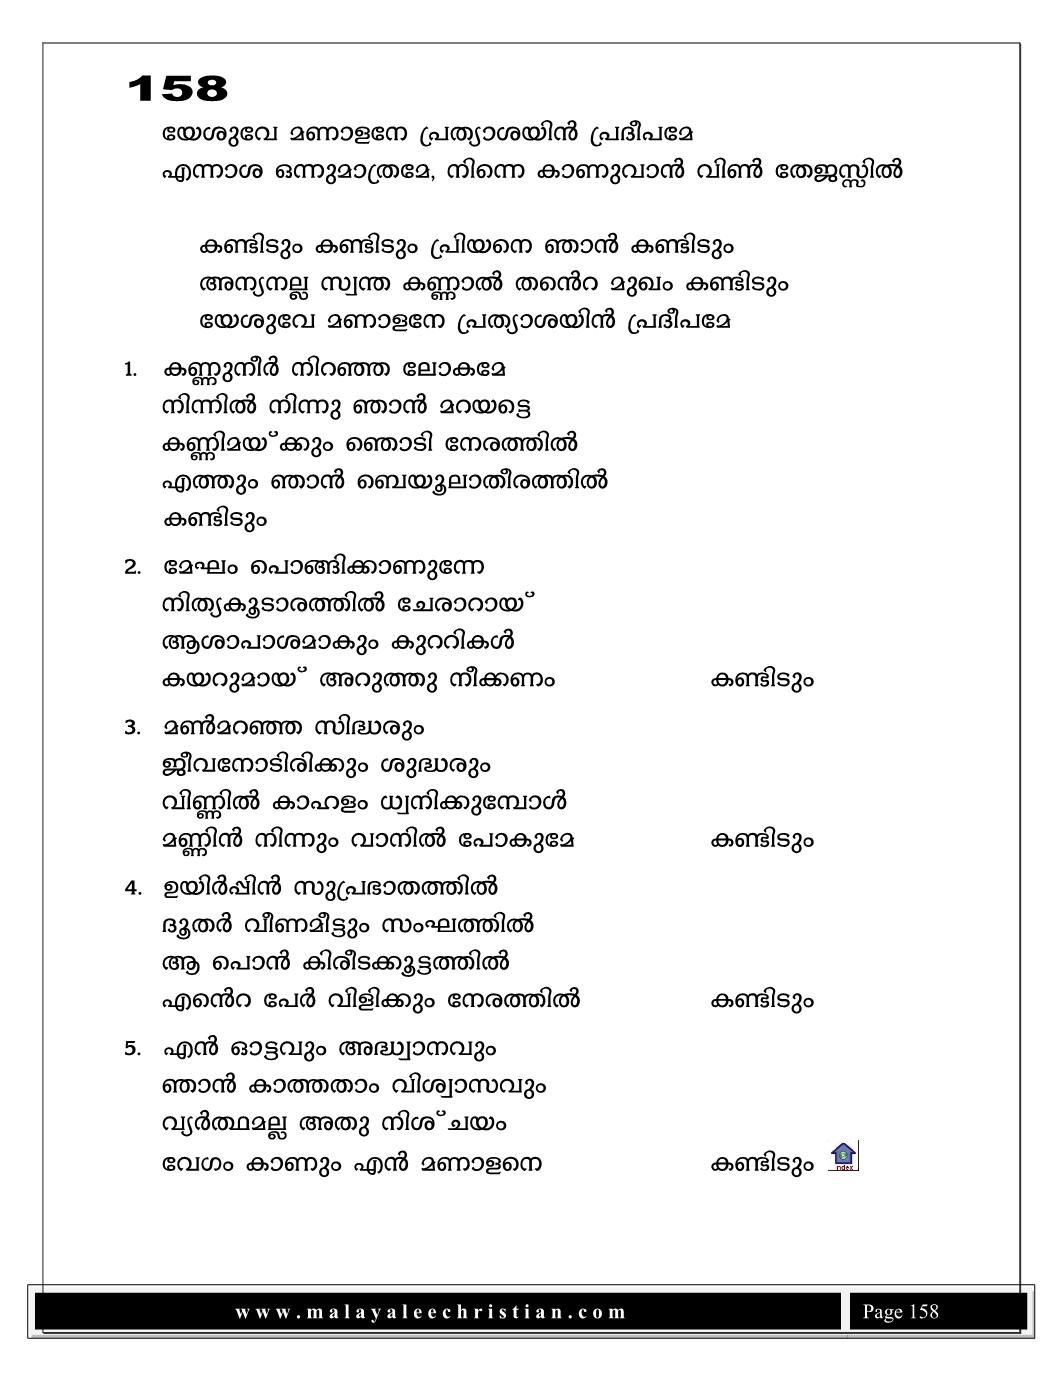 158
യേശുവേ മണാളനേ പ്രത്യാശയിൻ പ്രദീപമേ
എന്നാശ ഒന്നുമാത്രമേ, നിന്നെ കാണുവാൻ വിൺ തേജസ്സിൽ
കണ്ടിടും കണ്ടിടും പ്രിയനെ ഞാൻ കണ്ടിടും
അന്യനല്ല സ്വന്ത കണ്ണാൽ തൻെറ മുഖം കണ്ടിടും
യേശുവേ മണാളനേ പ്രത്യാശയിൻ പ്രദീപമേ
1. കണ്ണുനീർ നിറഞ്ഞ ലോകമേ
നിന്നിൽ നിന്നു ഞാൻ മറയട്ടെ
കണ്ണിമയ്ക്കും ഞൊടി നേരത്തിൽ
എത്തും ഞാൻ ബെയൂലാതീരത്തിൽ
കണ്ടിടും
2. മേഘം പൊങ്ങിക്കാണുന്നേ
നിത്യകൂടാരത്തിൽ ചേരാറായ്
ആശാപാശമാകും കുററികൾ
കയറുമായ് അറുത്തു നീക്കണം കണ്ടിടും
3. മൺമറഞ്ഞ സിദ്ധരും
ജീവനോടിരിക്കും ശുദ്ധരും
വിണ്ണിൽ കാഹളം ധ്വനിക്കുമ്പോൾ
മണ്ണിൻ നിന്നും വാനിൽ പോകുമേ കണ്ടിടും
4. ഉയിർപ്പിൻ സുപ്രഭാതത്തിൽ
ദൂതർ വീണമീട്ടും സംഘത്തിൽ
ആ പൊൻ കിരീടക്കൂട്ടത്തിൽ
എൻെറ പേർ വിളിക്കും നേരത്തിൽ കണ്ടിടും
5. എൻ ഓട്ടവും അദ്ധ്വാനവും
ഞാൻ കാത്തതാം വിശ്വാസവും
വ്യർത്ഥമല്ല അതു നിശ്ചയം
വേഗം കാണും എൻ മണാളനെ കണ്ടിടും
www.malayaleechristian.com Page 158